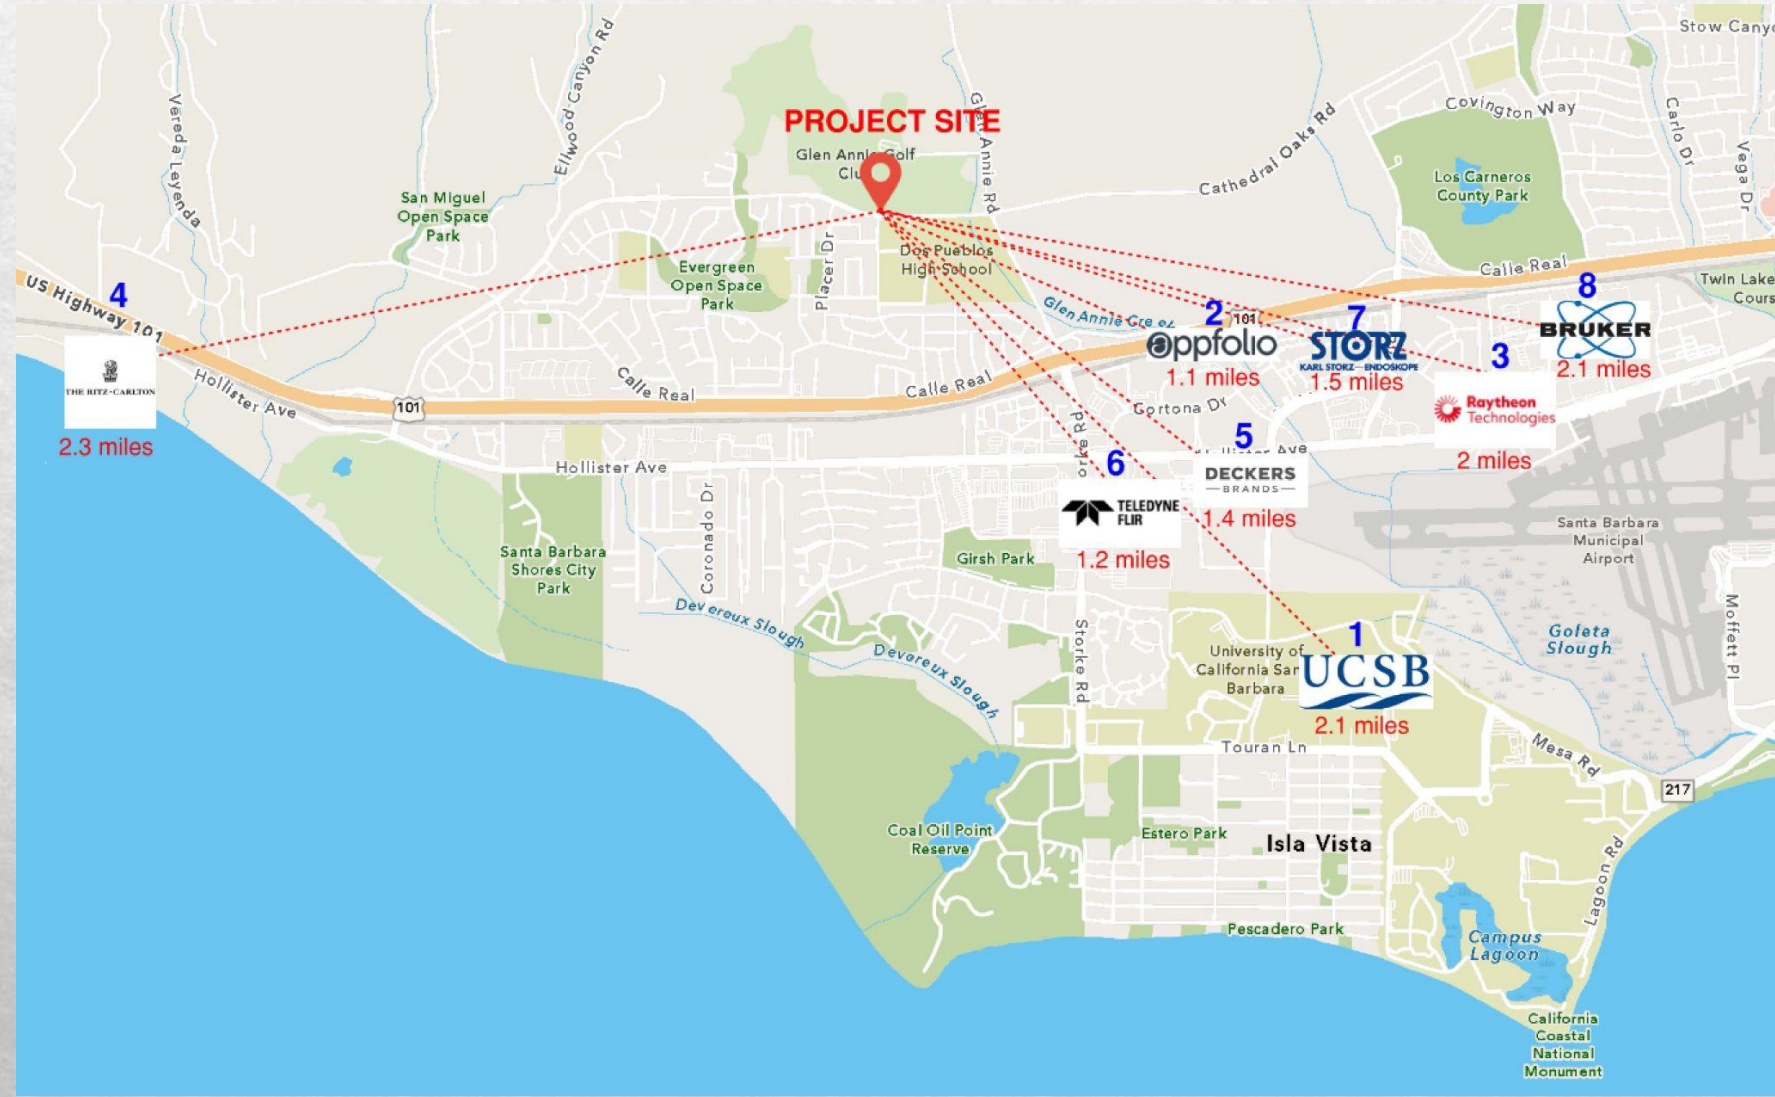 Stow Canyo
Ellwood Canyon Rd
Vereda Leyenda
Glen Annie Rd
Covington Way
Carlo Dr
Vega Dr
PROJECT SITE
Glen Annie Golf
Clu
Cathedral Oaks Rd
Los Carneros
County Park
San Miguel
Open Space
Park
Placer Dr
Dos Pueblos
High School
Evergreen
Open Space
Park
Calle Real
Twin Lake
Cours
US Highway 101
4
THE RITZ-CARLTON
2.3 miles
Hollister Ave
101
Calle Real
Calle Real
Glen Annie Cre
2
101
appfolio
1.1 miles
7
STORZ
KARL STORZ—ENDOSKOPE
1.5 miles
3
Raytheon
Technologies
2 miles
8
BRUKER
2.1 miles
Cortona Dr
Hollister Ave
5
Hollister Ave
DECKERS
—BRANDS—
1.4 miles
6
TELEDYNE
FLIR
1.2 miles
Santa Barbara
Municipal
Airport
Santa Barbara
Shores City
Park
Coronado Dr
Girsh Park
Devereux Slough
Devereux Slough
Storke Rd
Moffett Pl
Goleta
Slough
1
University of
California San
Barbara
UCSB
2.1 miles
Touran Ln
Mesa Rd
217
Coal Oil Point
Reserve
Estero Park
Isla Vista
Lagoon Rd
Pescadero Park
Campus
Lagoon
California
Coastal
National
Monument